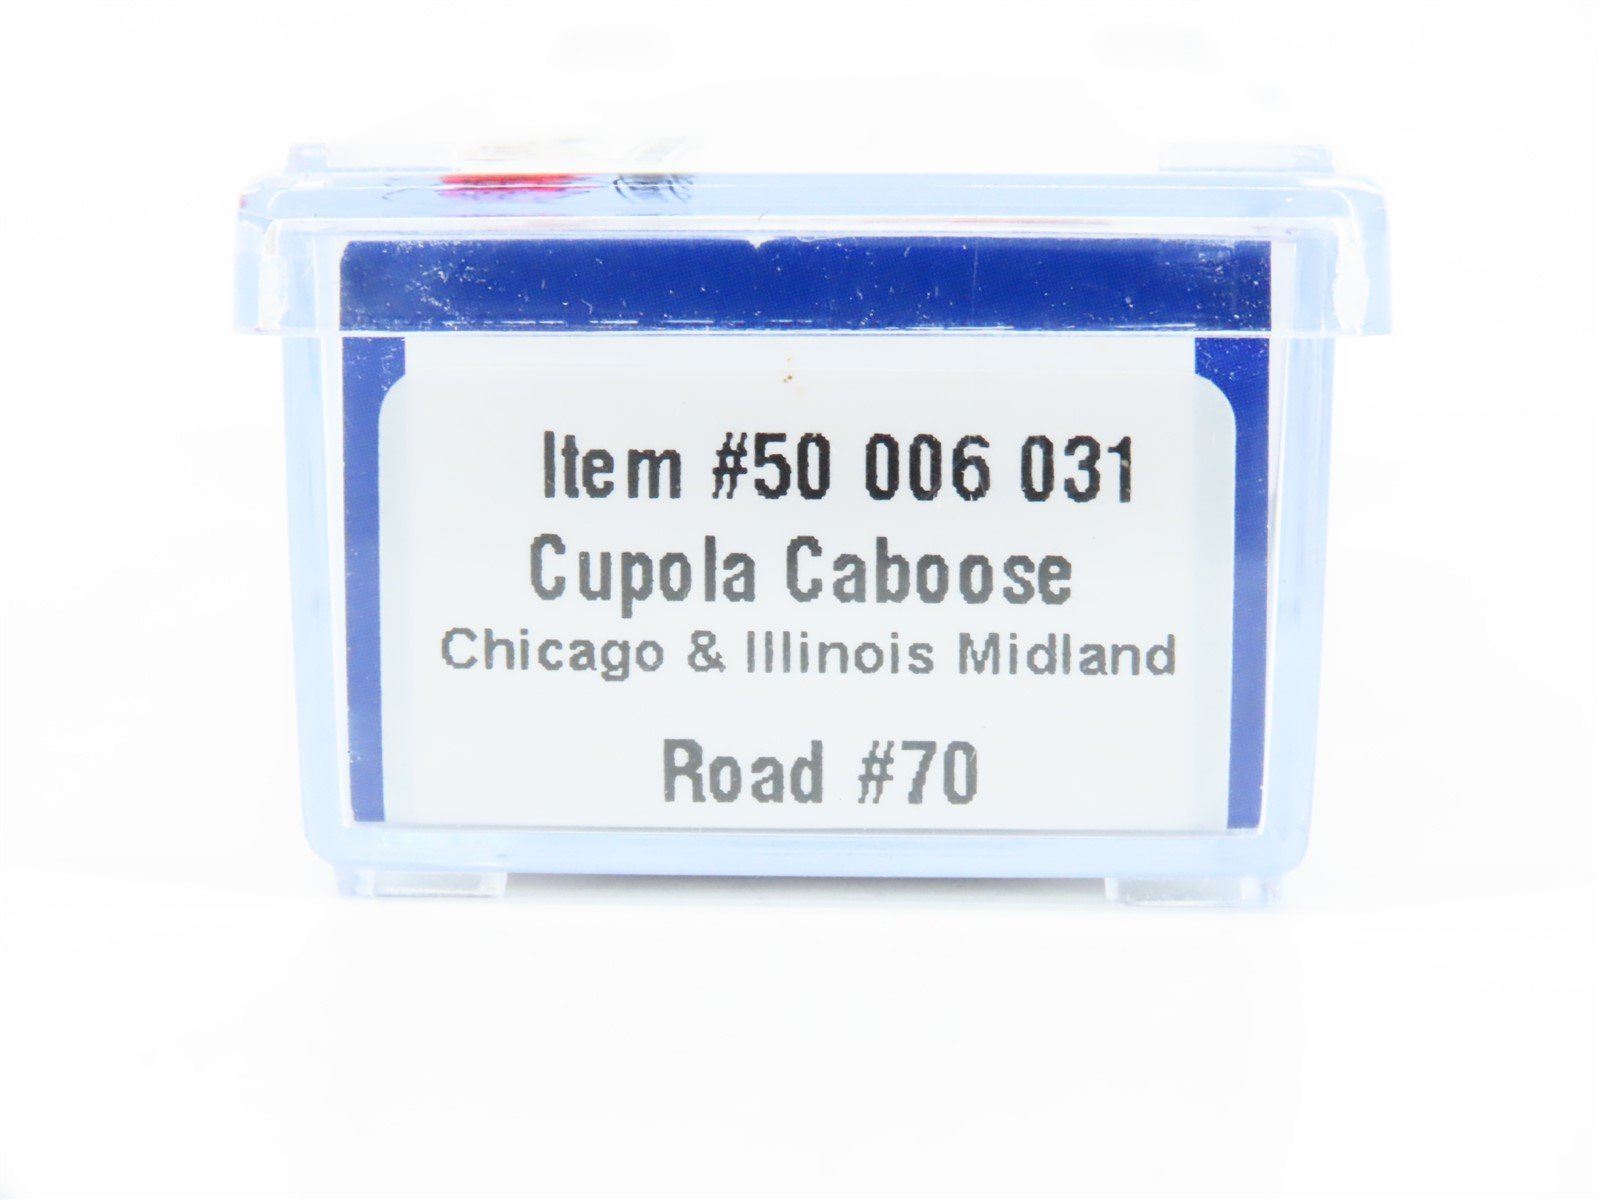 Item #50 006 031
Cupola Caboose
Chicago & Illinois Midland
Road #70